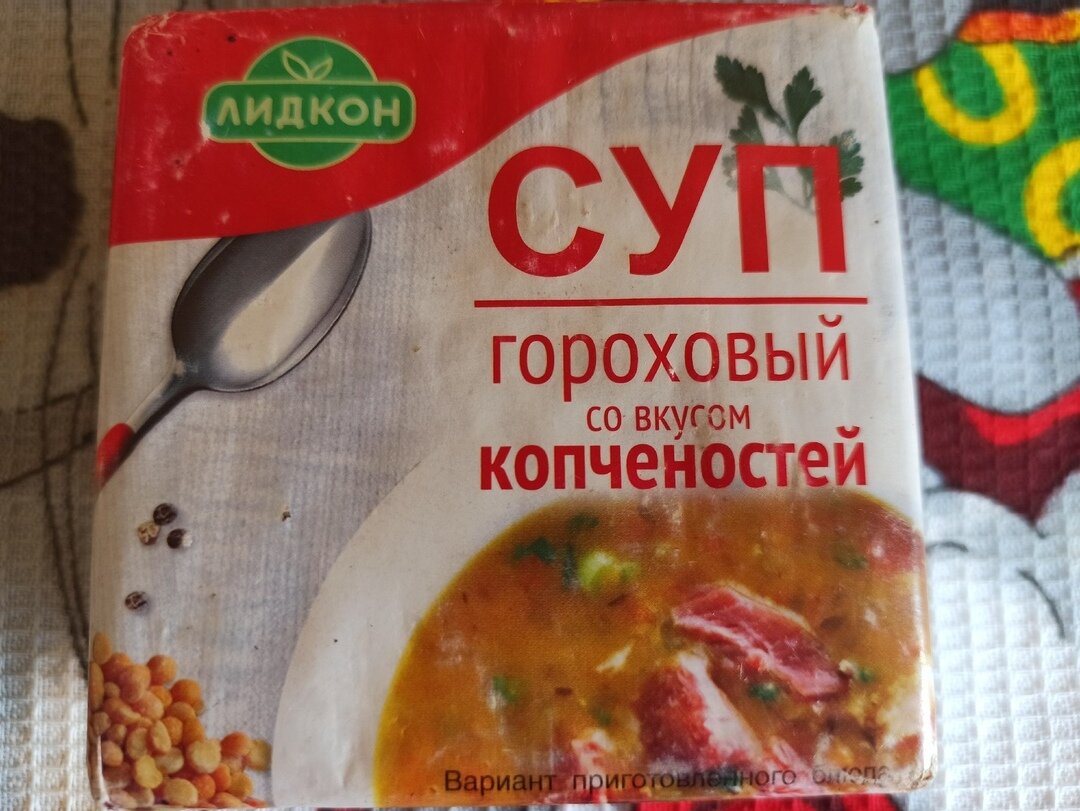 ЛИДКОН
СУП
ГОРОХОВЫЙ
СО ВКУСОМ
КОПЧЕНОСТЕЙ
Вариант приготовленного блюда